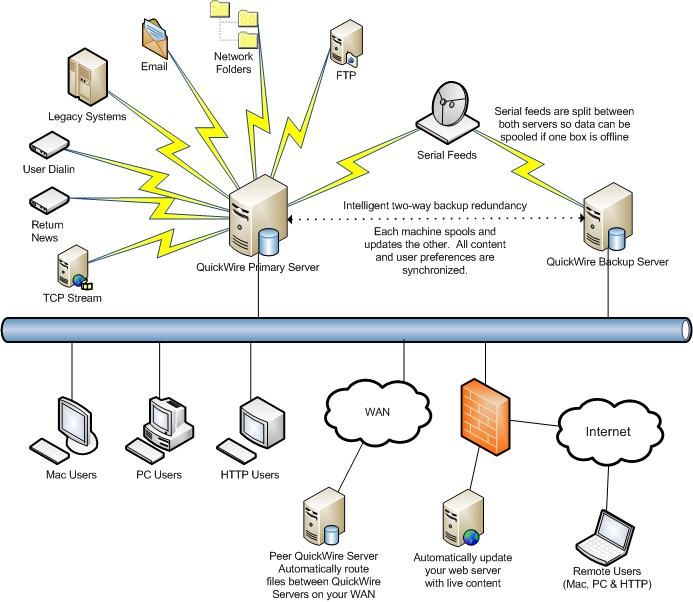 Email
Network
Folders
FTP
Legacy Systems
Serial feeds are split between
both servers so data can be
spooled if one box is offline
Serial Feeds
User Dialin
Return
News
Intelligent two-way backup redundancy
Each machine spools and
updates the other.  All content
and user preferences are
synchronized.
QuickWire Primary Server
QuickWire Backup Server
TCP Stream
WAN
Internet
Mac Users
PC Users
HTTP Users
Peer QuickWire Server
Automatically route
files between QuickWire
Servers on your WAN
Automatically update
your web server
with live content
Remote Users
(Mac, PC & HTTP)